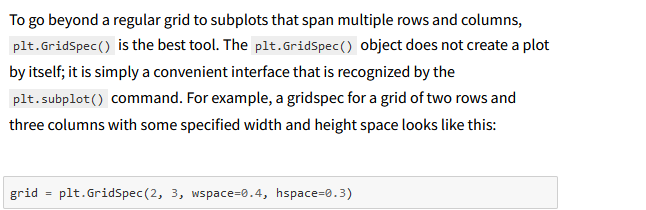 To go beyond a regular grid to subplots that span multiple rows and columns,
plt.GridSpec() is the best tool. The plt.GridSpec() object does not create a plot
by itself; it is simply a convenient interface that is recognized by the
plt.subplot() command. For example, a gridspec for a grid of two rows and
three columns with some specified width and height space looks like this:
grid = plt.GridSpec(2, 3, wspace=0.4, hspace=0.3)